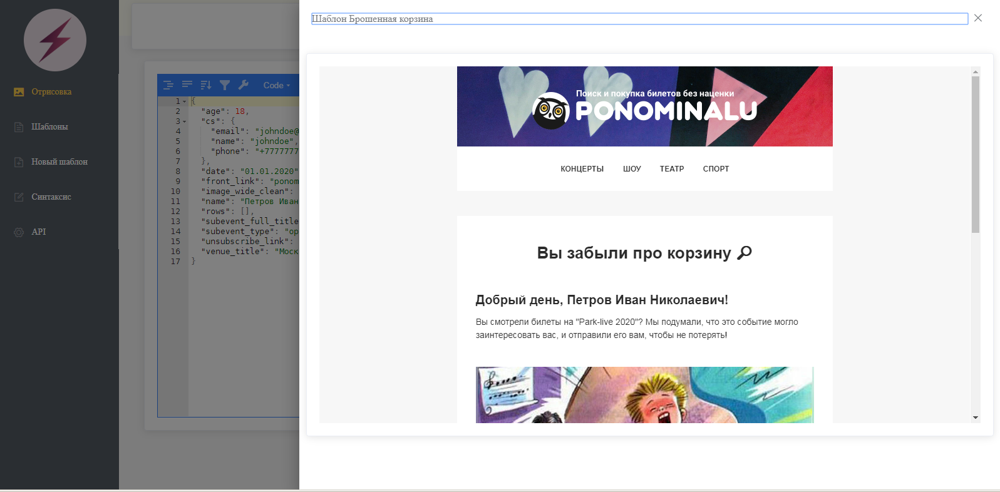 Отрисовка
Шаблоны
Новый шаблон
Синтаксис
API
Code
1 {
2 "age": 18,
3 "cs": {
4 "email": "johndoe@
5 "name": "johndoe",
6 "phone": "+7777777
7 },
8 "date": "01.01.2020"
9 "front_link": "ponom
10 "image_wide_clean":
11 "name": "Петров Иван
12 "rows": [],
13 "subevent_full_title
14 "subevent_type": "op
15 "unsubscribe_link":
16 "venue_title": "Моск
17 }
Шаблон Брошенная корзина
Поиск и покупка билетов без наценки
PONOMINALU
КОНЦЕРТЫ ШОУ ТЕАТР СПОРТ
Вы забыли про корзину
Добрый день, Петров Иван Николаевич!
Вы смотрели билеты на "Park-live 2020"? Мы подумали, что это событие могло
заинтересовать вас, и отправили его вам, чтобы не потерять!